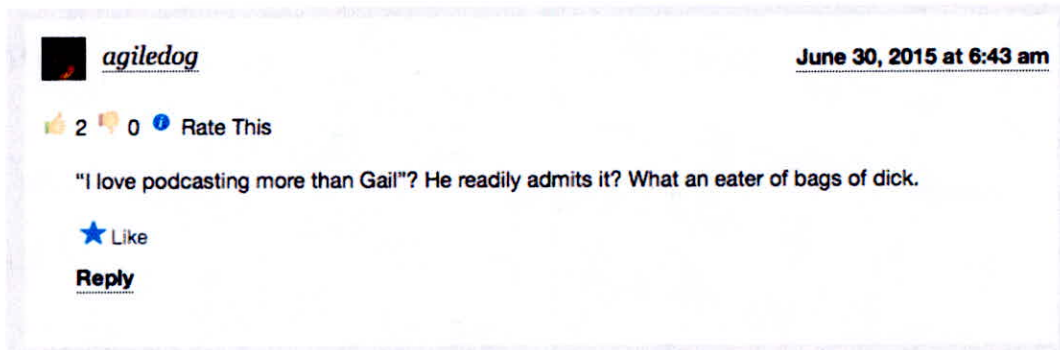 agiledog
June 30, 2015 at 6:43 am
2 0 i Rate This
“I love podcasting more than Gail”? He readily admits it? What an eater of bags of dick.
Like
Reply